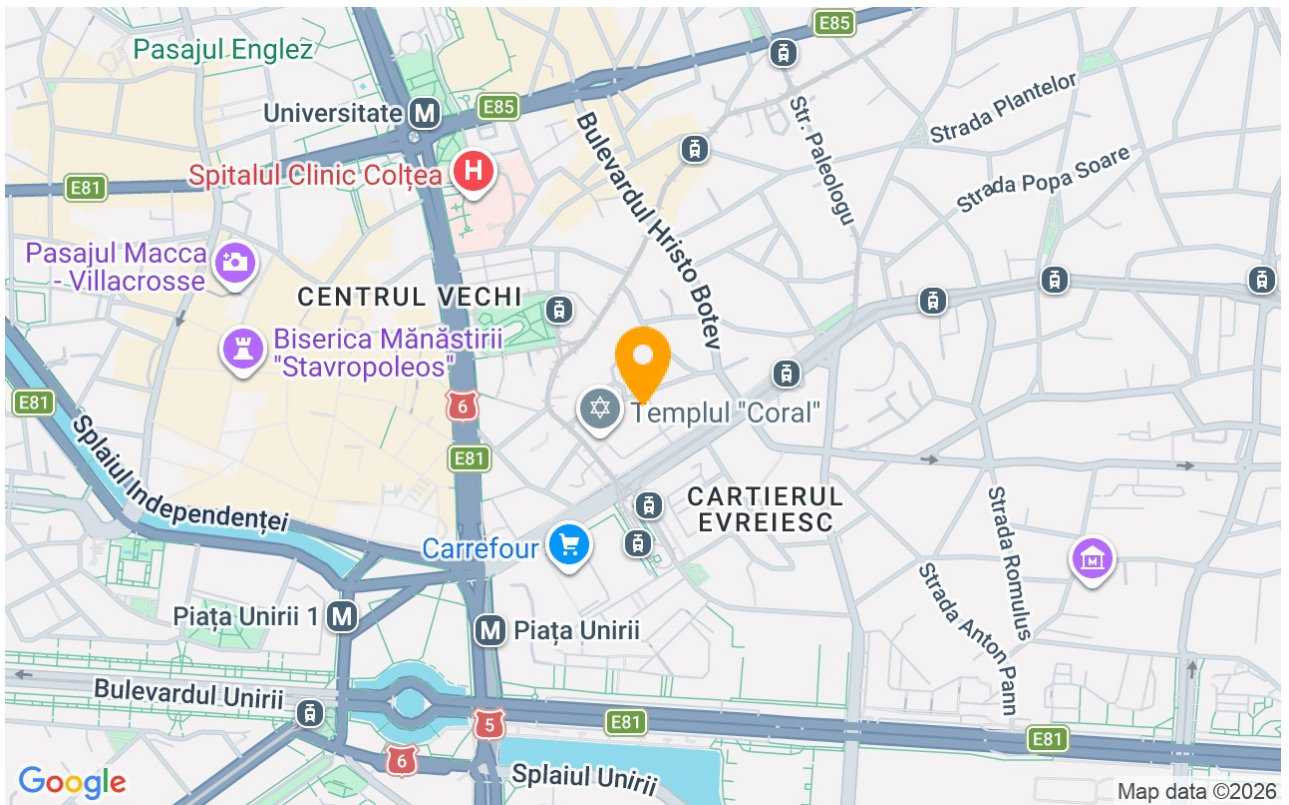 E85
Pasajul Englez
Universitate
M
E85
Strada Plantelor
Str. Paleologu
Bulevardul Hristo Botev
Spitalul Clinic Colțea
H
E81
Strada Popa Soare
Pasajul Macca
- Villacrosse
CENTRUL VECHI
Biserica Mănăstirii
"Stavropoleos"
E81
6
Templul "Coral"
E81
Splaiul Independenței
CARTIERUL
EVREIESC
Strada Romulus
Carrefour
M
Strada Anton Pann
Piața Unirii 1
M
M
Piața Unirii
Bulevardul Unirii
5
E81
E81
6
Splaiul Unirii
Google
Map data ©2026